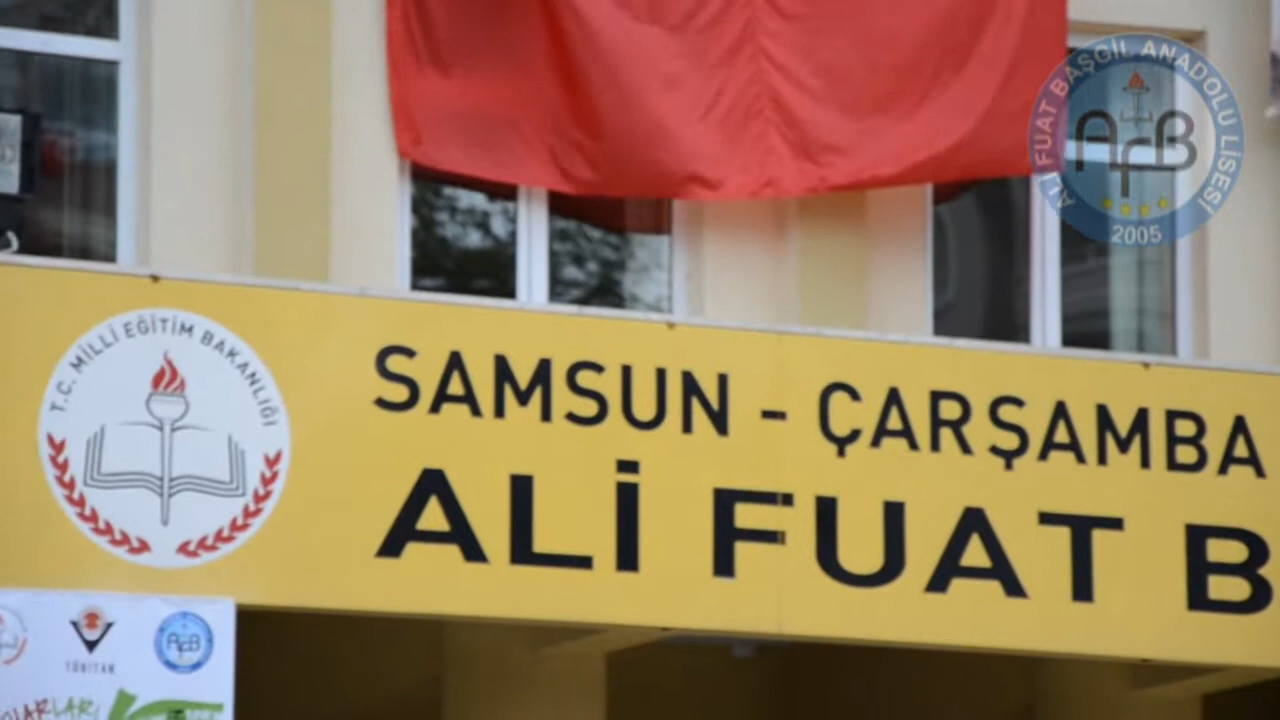 ALİ FUAT BAŞGİL ANADOLU LİSESİ
AFB
2005
T.C. MİLLİ EĞİTİM BAKANLIĞI
SAMSUN - ÇARŞAMBA
ALİ FUAT B
TÜBİTAK
AFB